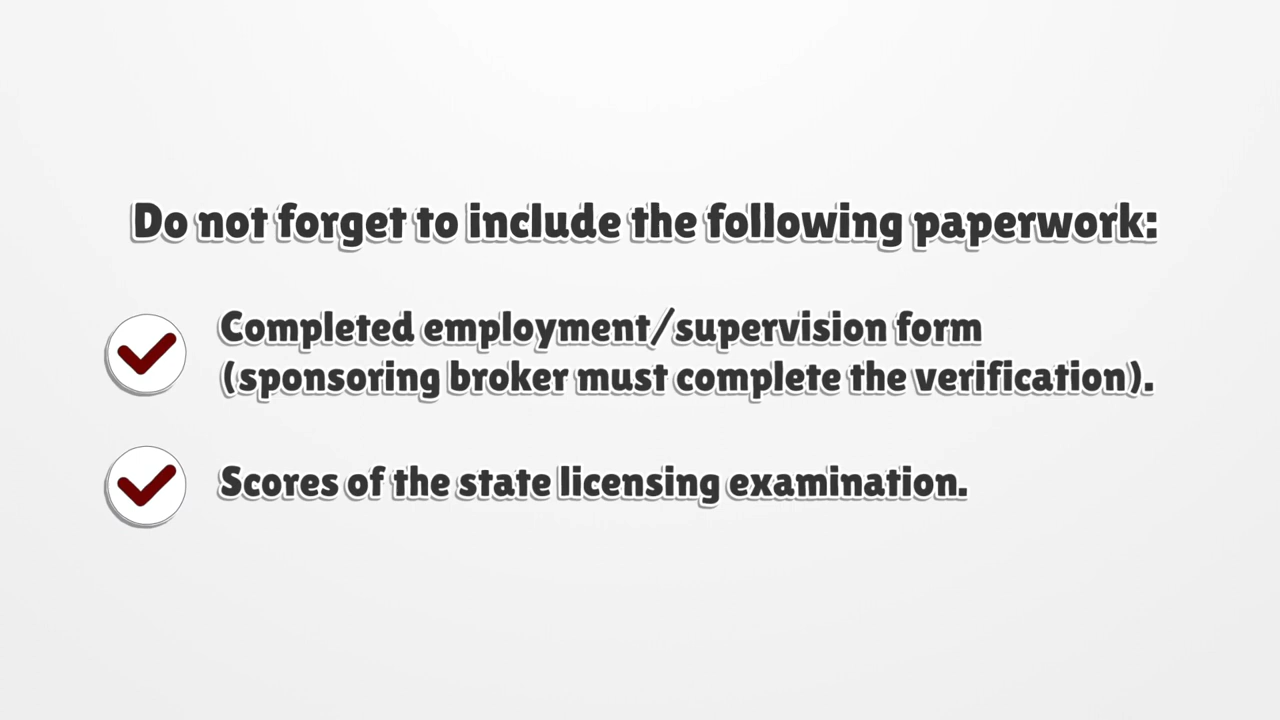 Do not forget to include the following paperwork:
Completed employment/supervision form
(sponsoring broker must complete the verification).
Scores of the state licensing examination.